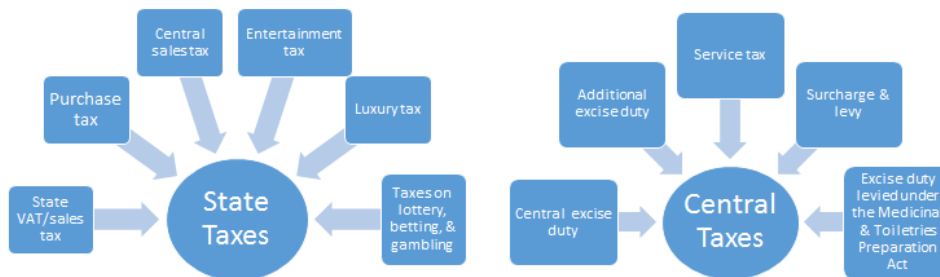 Central
sales tax
Entertainment
tax
Purchase
tax
Luxury tax
State
VAT/sales
tax
Taxes on
lottery,
betting, &
gambling
State
Taxes
Service tax
Additional
excise duty
Surcharge &
levy
Central excise
duty
Excise duty
levied under
the Medicinal
& Toiletries
Preparation
Act
Central
Taxes